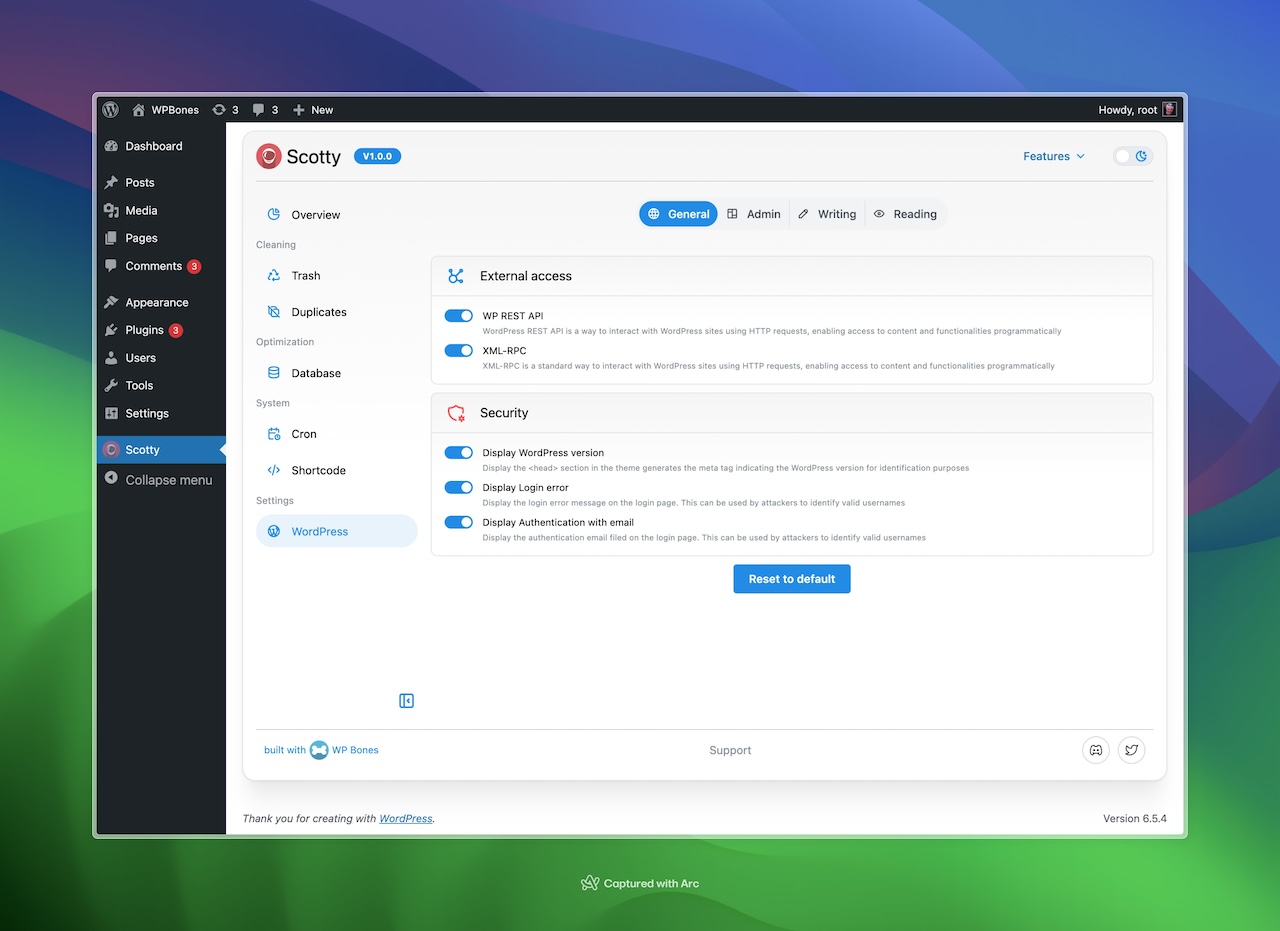 WPBones 3 3 New Howdy, root
Dashboard
Posts
Media
Pages
Comments 3
Appearance
Plugins 3
Users
Tools
Settings
Scotty
Collapse menu
Scotty V1.0.0 Features
Overview
Cleaning
Trash
Duplicates
Optimization
Database
System
Cron
Shortcode
Settings
WordPress
General Admin Writing Reading
External access
WP REST API
WordPress REST API is a way to interact with WordPress sites using HTTP requests, enabling access to content and functionalities programmatically
XML-RPC
XML-RPC is a standard way to interact with WordPress sites using HTTP requests, enabling access to content and functionalities programmatically
Security
Display WordPress version
Display the <head> section in the theme generates the meta tag indicating the WordPress version for identification purposes
Display Login error
Display the login error message on the login page. This can be used by attackers to identify valid usernames
Display Authentication with email
Display the authentication email filed on the login page. This can be used by attackers to identify valid usernames
Reset to default
built with WP Bones Support
Thank you for creating with WordPress. Version 6.5.4
Captured with Arc